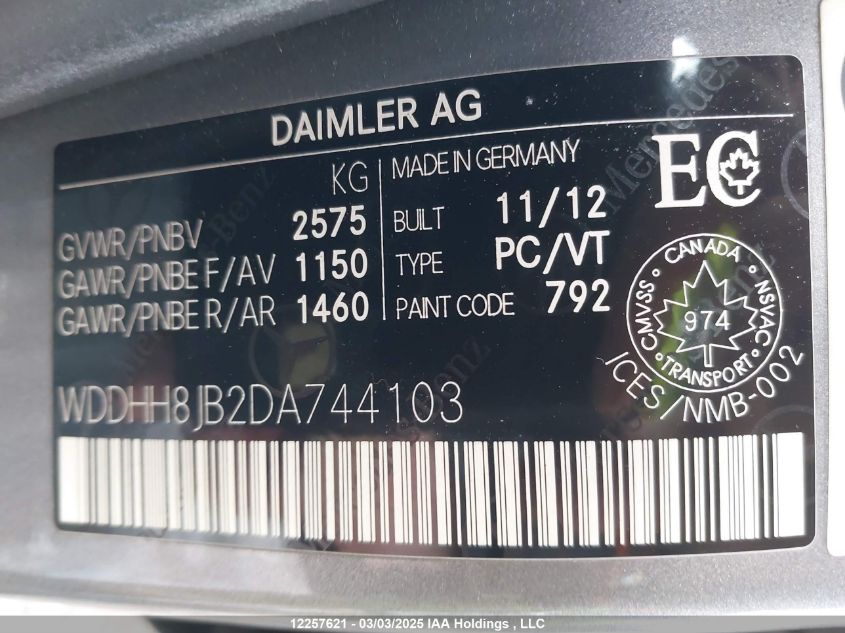 DAIMLER AG
KG
GVWR/PNBV 2575
GAWR/PNBE F/AV 1150
GAWR/PNBE R/AR 1460
MADE IN GERMANY
BUILT 11/12
TYPE PC/VT
PAINT CODE 792
EC
CANADA
CMVSS NSVAC
974
TRANSPORT
ICES/NMB-002
WDDHH8JB2DA744103
Mercedes-Benz
12257621 - 03/03/2025 IAA Holdings , LLC